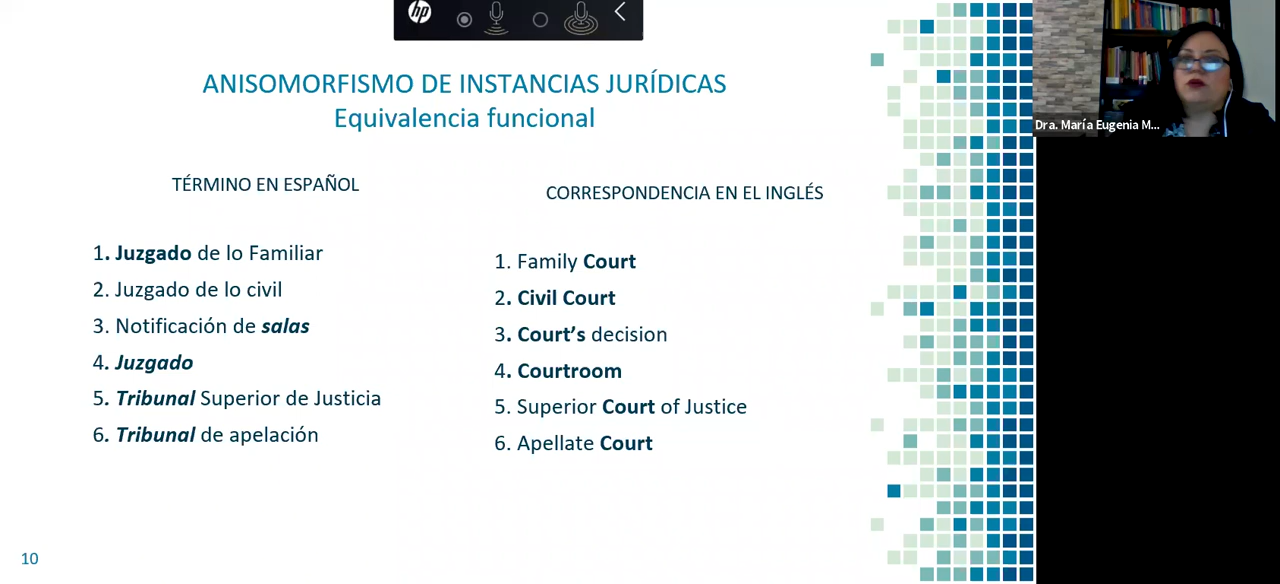 hp
ANISOMORFISMO DE INSTANCIAS JURÍDICAS
Equivalencia funcional
TÉRMINO EN ESPAÑOL
1. Juzgado de lo Familiar
2. Juzgado de lo civil
3. Notificación de salas
4. Juzgado
5. Tribunal Superior de Justicia
6. Tribunal de apelación
CORRESPONDENCIA EN EL INGLÉS
1. Family Court
2. Civil Court
3. Court’s decision
4. Courtroom
5. Superior Court of Justice
6. Apellate Court
10
Dra. María Eugenia M...